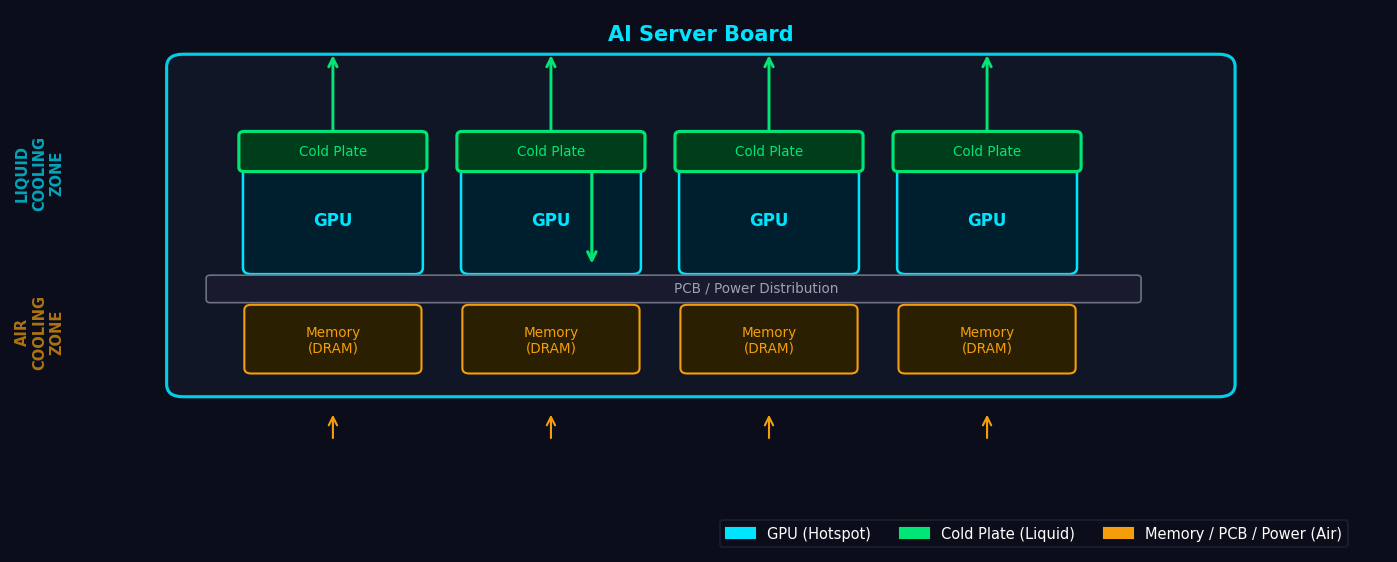 AI Server Board
LIQUID
COOLING
ZONE
Cold Plate
Cold Plate
Cold Plate
Cold Plate
GPU
GPU
GPU
GPU
PCB / Power Distribution
AIR
COOLING
ZONE
Memory
(DRAM)
Memory
(DRAM)
Memory
(DRAM)
Memory
(DRAM)
GPU (Hotspot)
Cold Plate (Liquid)
Memory / PCB / Power (Air)